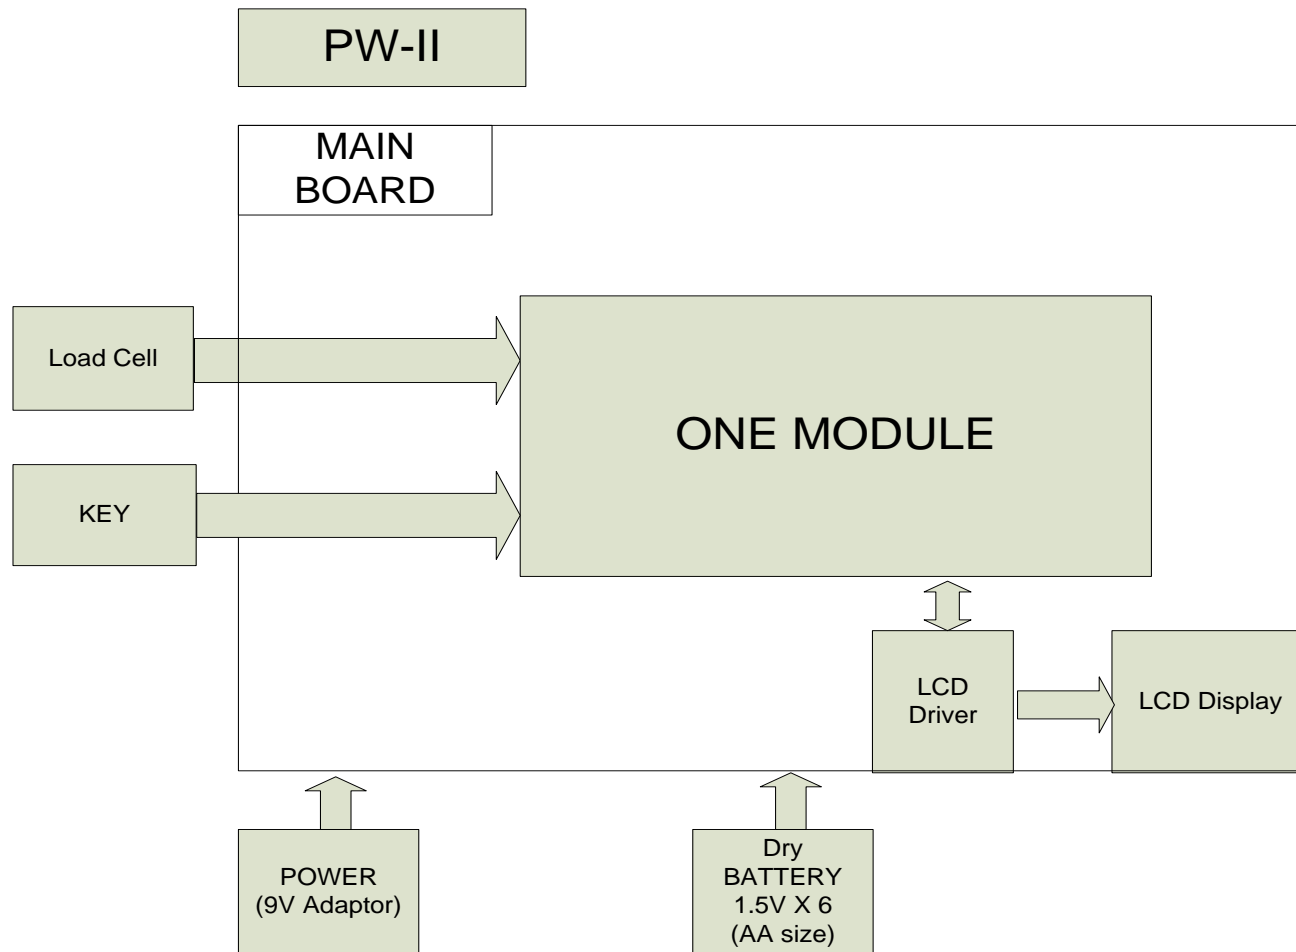 PW-II
MAIN
BOARD
Load Cell
ONE MODULE
KEY
LCD
Driver
LCD Display
POWER
(9V Adaptor)
Dry
BATTERY
1.5V X 6
(AA size)